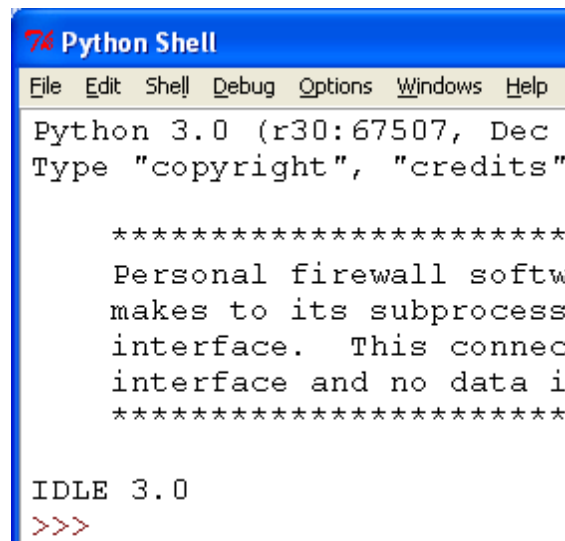 7% Python Shell
File Edit Shell Debug Options Windows Help
Python 3.0 (r30:67507, Dec
Type "copyright", "credits"
**************************
Personal firewall softw
makes to its subprocess
interface.  This connec
interface and no data i
**************************
IDLE 3.0
>>>